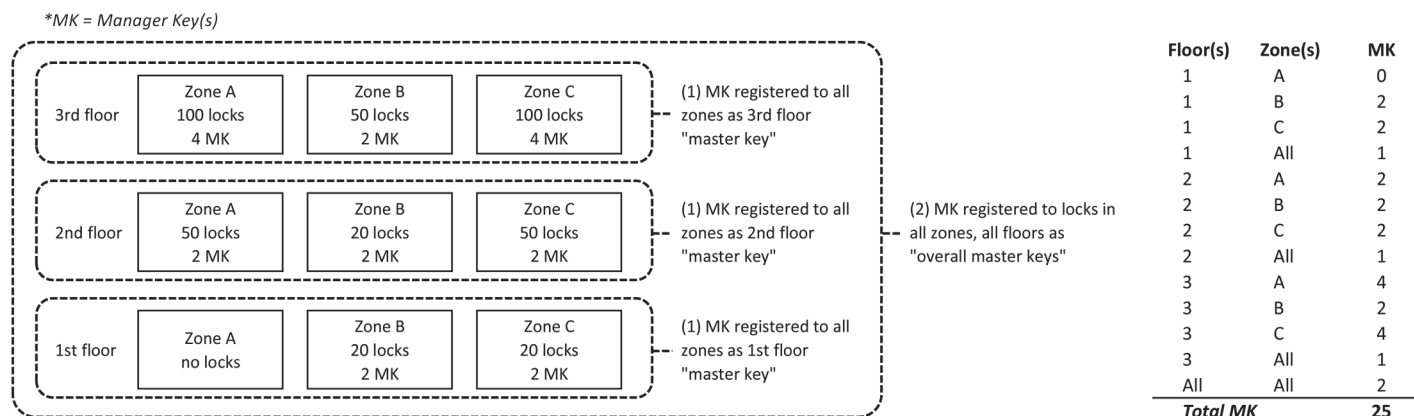 *MK = Manager Key(s)
3rd floor
Zone A
100 locks
4 MK
Zone B
50 locks
2 MK
Zone C
100 locks
4 MK
(1) MK registered to all
zones as 3rd floor
"master key"
2nd floor
Zone A
50 locks
2 MK
Zone B
20 locks
2 MK
Zone C
50 locks
2 MK
(1) MK registered to all
zones as 2nd floor
"master key"
1st floor
Zone A
no locks
Zone B
20 locks
2 MK
Zone C
20 locks
2 MK
(1) MK registered to all
zones as 1st floor
"master key"
(2) MK registered to locks in
all zones, all floors as
"overall master keys"
Floor(s) Zone(s) MK
1 A 0
1 B 2
1 C 2
1 All 1
2 A 2
2 B 2
2 C 2
2 All 1
3 A 4
3 B 2
3 C 4
3 All 1
All All 2
Total MK 25